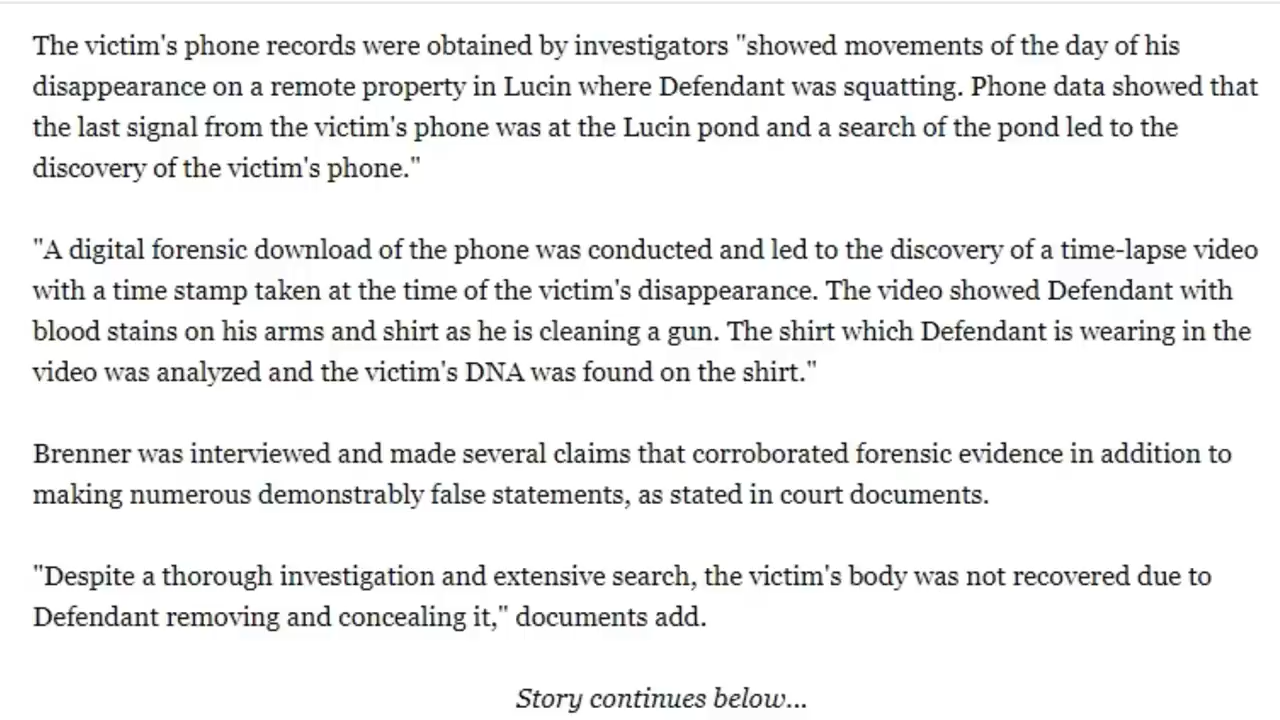 The victim's phone records were obtained by investigators "showed movements of the day of his
disappearance on a remote property in Lucin where Defendant was squatting. Phone data showed that
the last signal from the victim's phone was at the Lucin pond and a search of the pond led to the
discovery of the victim's phone."
"A digital forensic download of the phone was conducted and led to the discovery of a time-lapse video
with a time stamp taken at the time of the victim's disappearance. The video showed Defendant with
blood stains on his arms and shirt as he is cleaning a gun. The shirt which Defendant is wearing in the
video was analyzed and the victim's DNA was found on the shirt."
Brenner was interviewed and made several claims that corroborated forensic evidence in addition to
making numerous demonstrably false statements, as stated in court documents.
"Despite a thorough investigation and extensive search, the victim's body was not recovered due to
Defendant removing and concealing it," documents add.
Story continues below...